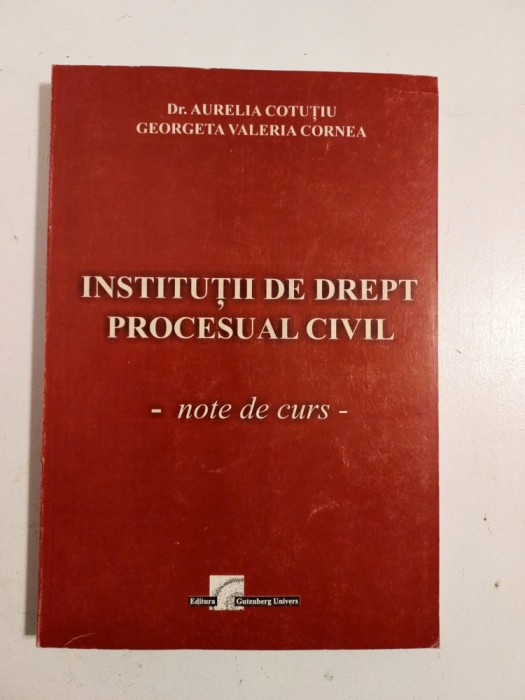 Dr. AURELIA COTUȚIU
GEORGETA VALERIA CORNEA
INSTITUȚII DE DREPT
PROCESUAL CIVIL
- note de curs -
Editura Gutenberg Univers